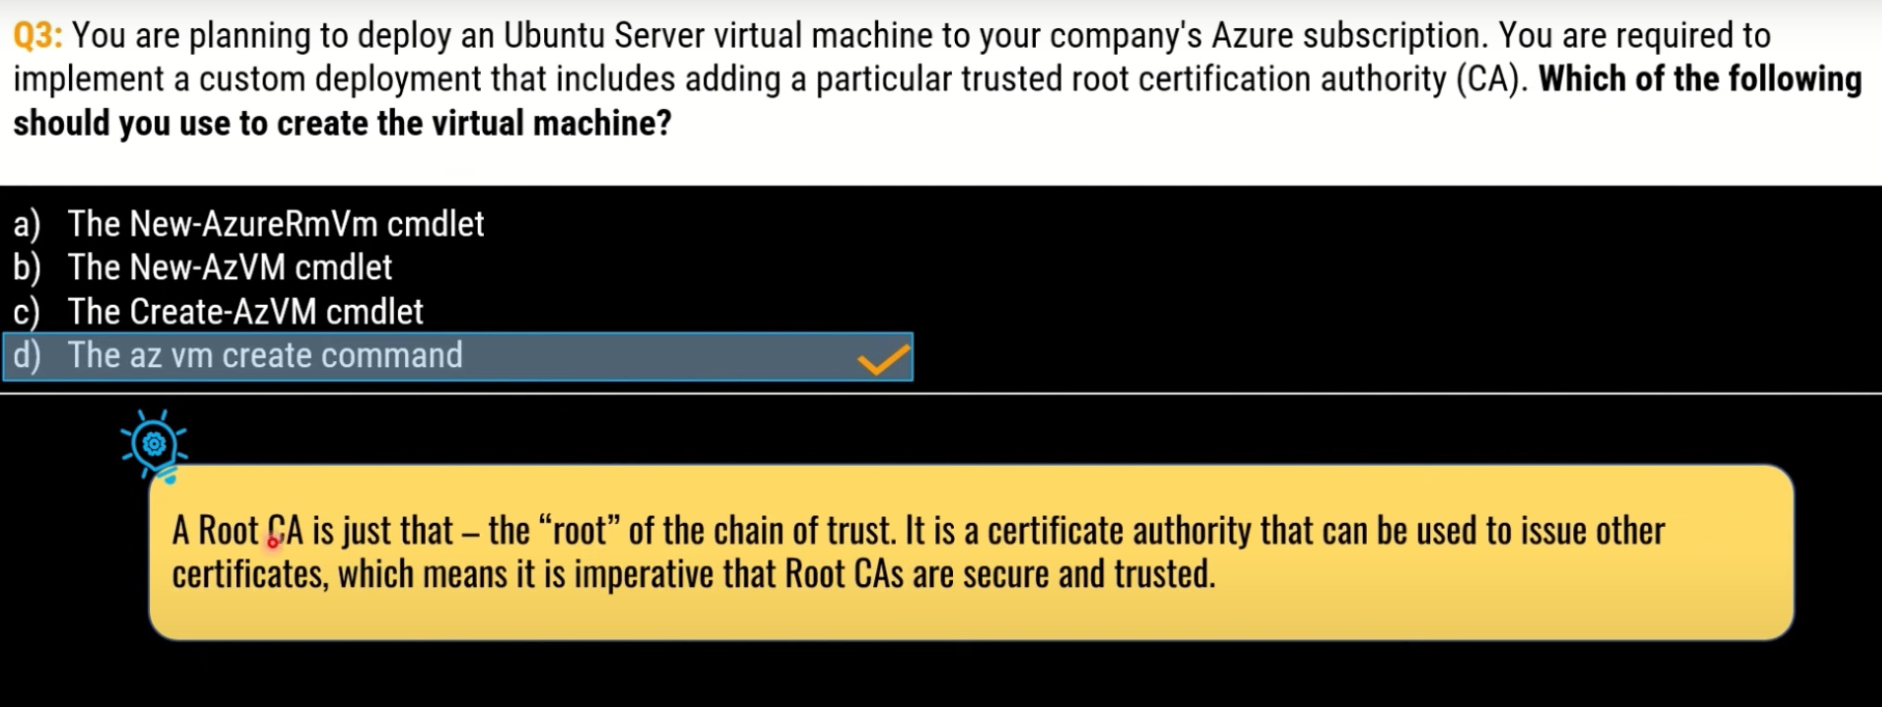 Q3: You are planning to deploy an Ubuntu Server virtual machine to your company's Azure subscription. You are required to
implement a custom deployment that includes adding a particular trusted root certification authority (CA). Which of the following
should you use to create the virtual machine?
a) The New-AzureRmVm cmdlet
b) The New-AzVM cmdlet
c) The Create-AzVM cmdlet
d) The az vm create command
A Root CA is just that – the “root” of the chain of trust. It is a certificate authority that can be used to issue other
certificates, which means it is imperative that Root CAs are secure and trusted.